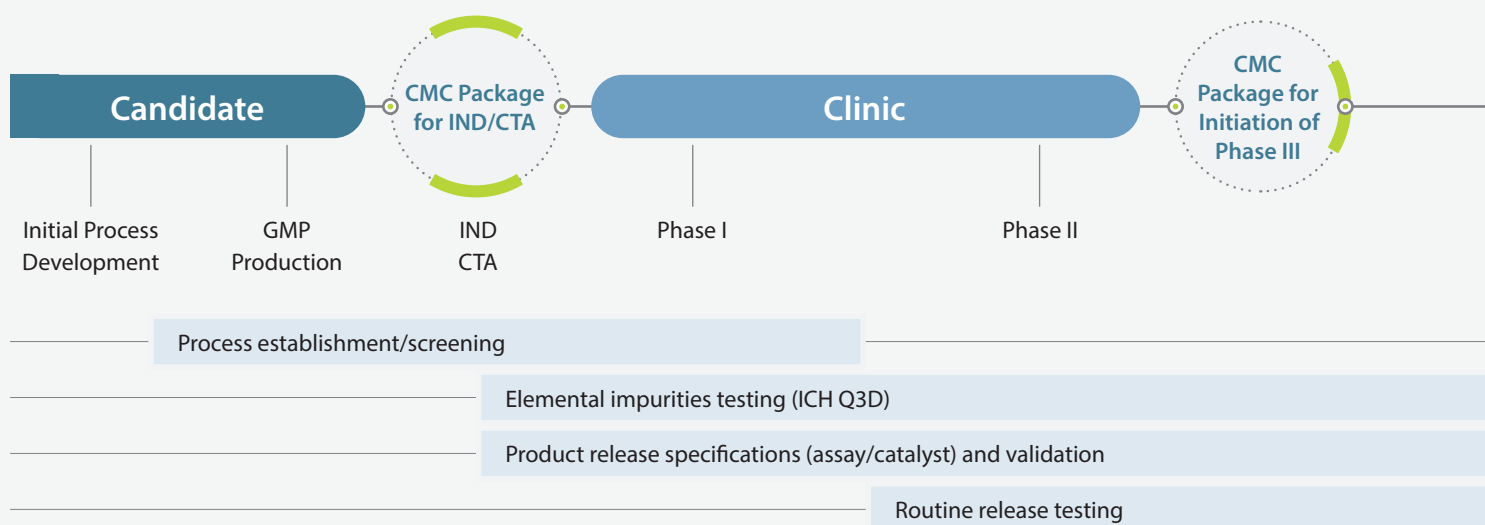 Candidate
CMC Package
for IND/CTA
Clinic
CMC
Package for
Initiation of
Phase III
Initial Process
Development
GMP
Production
IND
CTA
Phase I
Phase II
Process establishment/screening
Elemental impurities testing (ICH Q3D)
Product release specifications (assay/catalyst) and validation
Routine release testing